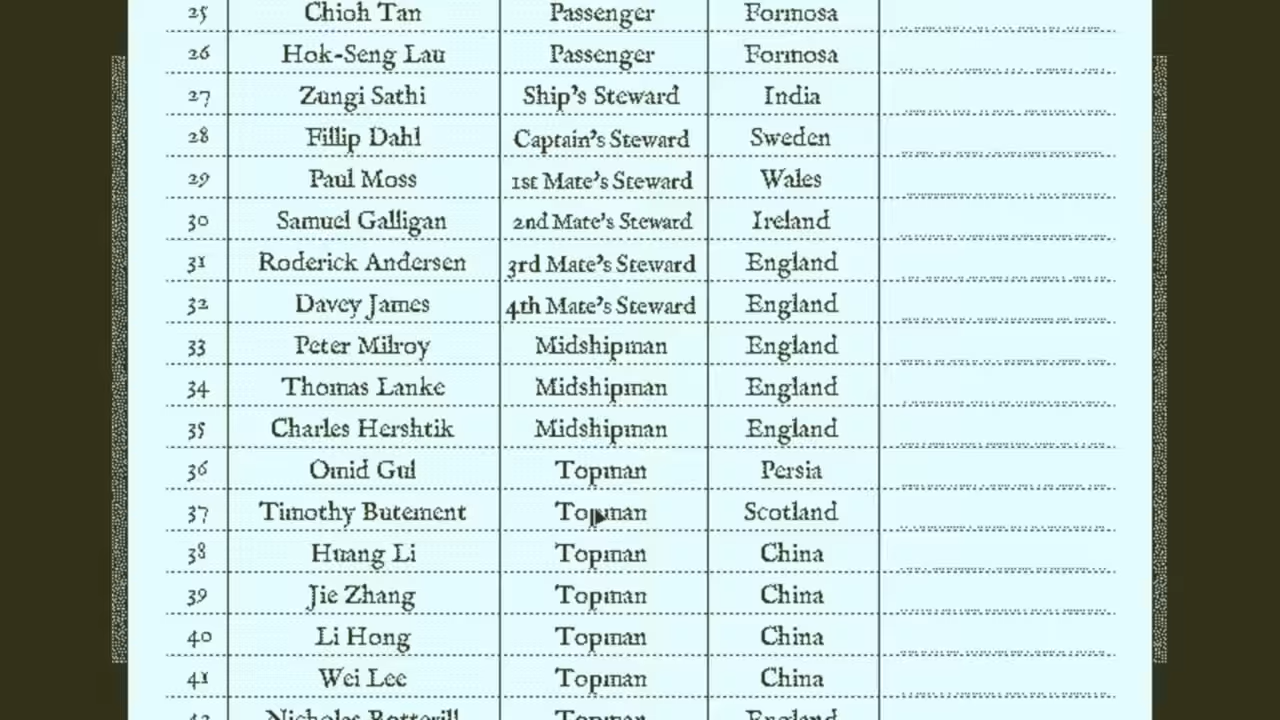 25 Chioh Tan Passenger Formosa
26 Hok-Seng Lau Passenger Formosa
27 Zungi Sathi Ship's Steward India
28 Fillip Dahl Captain's Steward Sweden
29 Paul Moss 1st Mate's Steward Wales
30 Samuel Galligan 2nd Mate's Steward Ireland
31 Roderick Andersen 3rd Mate's Steward England
32 Davey James 4th Mate's Steward England
33 Peter Milroy Midshipman England
34 Thomas Lanke Midshipman England
35 Charles Hershtik Midshipman England
36 Omid Gul Topman Persia
37 Timothy Butement Topman Scotland
38 Huang Li Topman China
39 Jie Zhang Topman China
40 Li Hong Topman China
41 Wei Lee Topman China
42 Nicholas Botterill Topman England